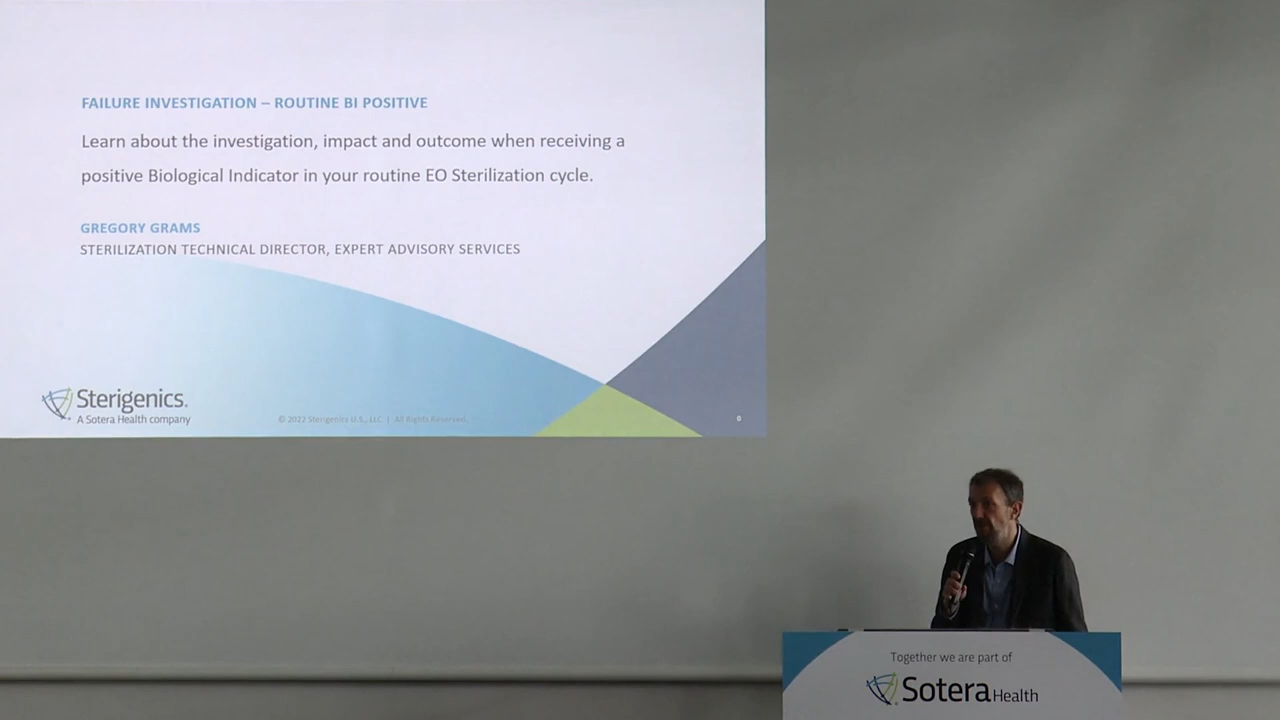 FAILURE INVESTIGATION – ROUTINE BI POSITIVE
Learn about the investigation, impact and outcome when receiving a
positive Biological Indicator in your routine EO Sterilization cycle.
GREGORY GRAMS
STERILIZATION TECHNICAL DIRECTOR, EXPERT ADVISORY SERVICES
Sterigenics.
A Sotera Health company
© 2022 Sterigenics U.S., LLC | All Rights Reserved.
0
Together we are part of
Sotera Health